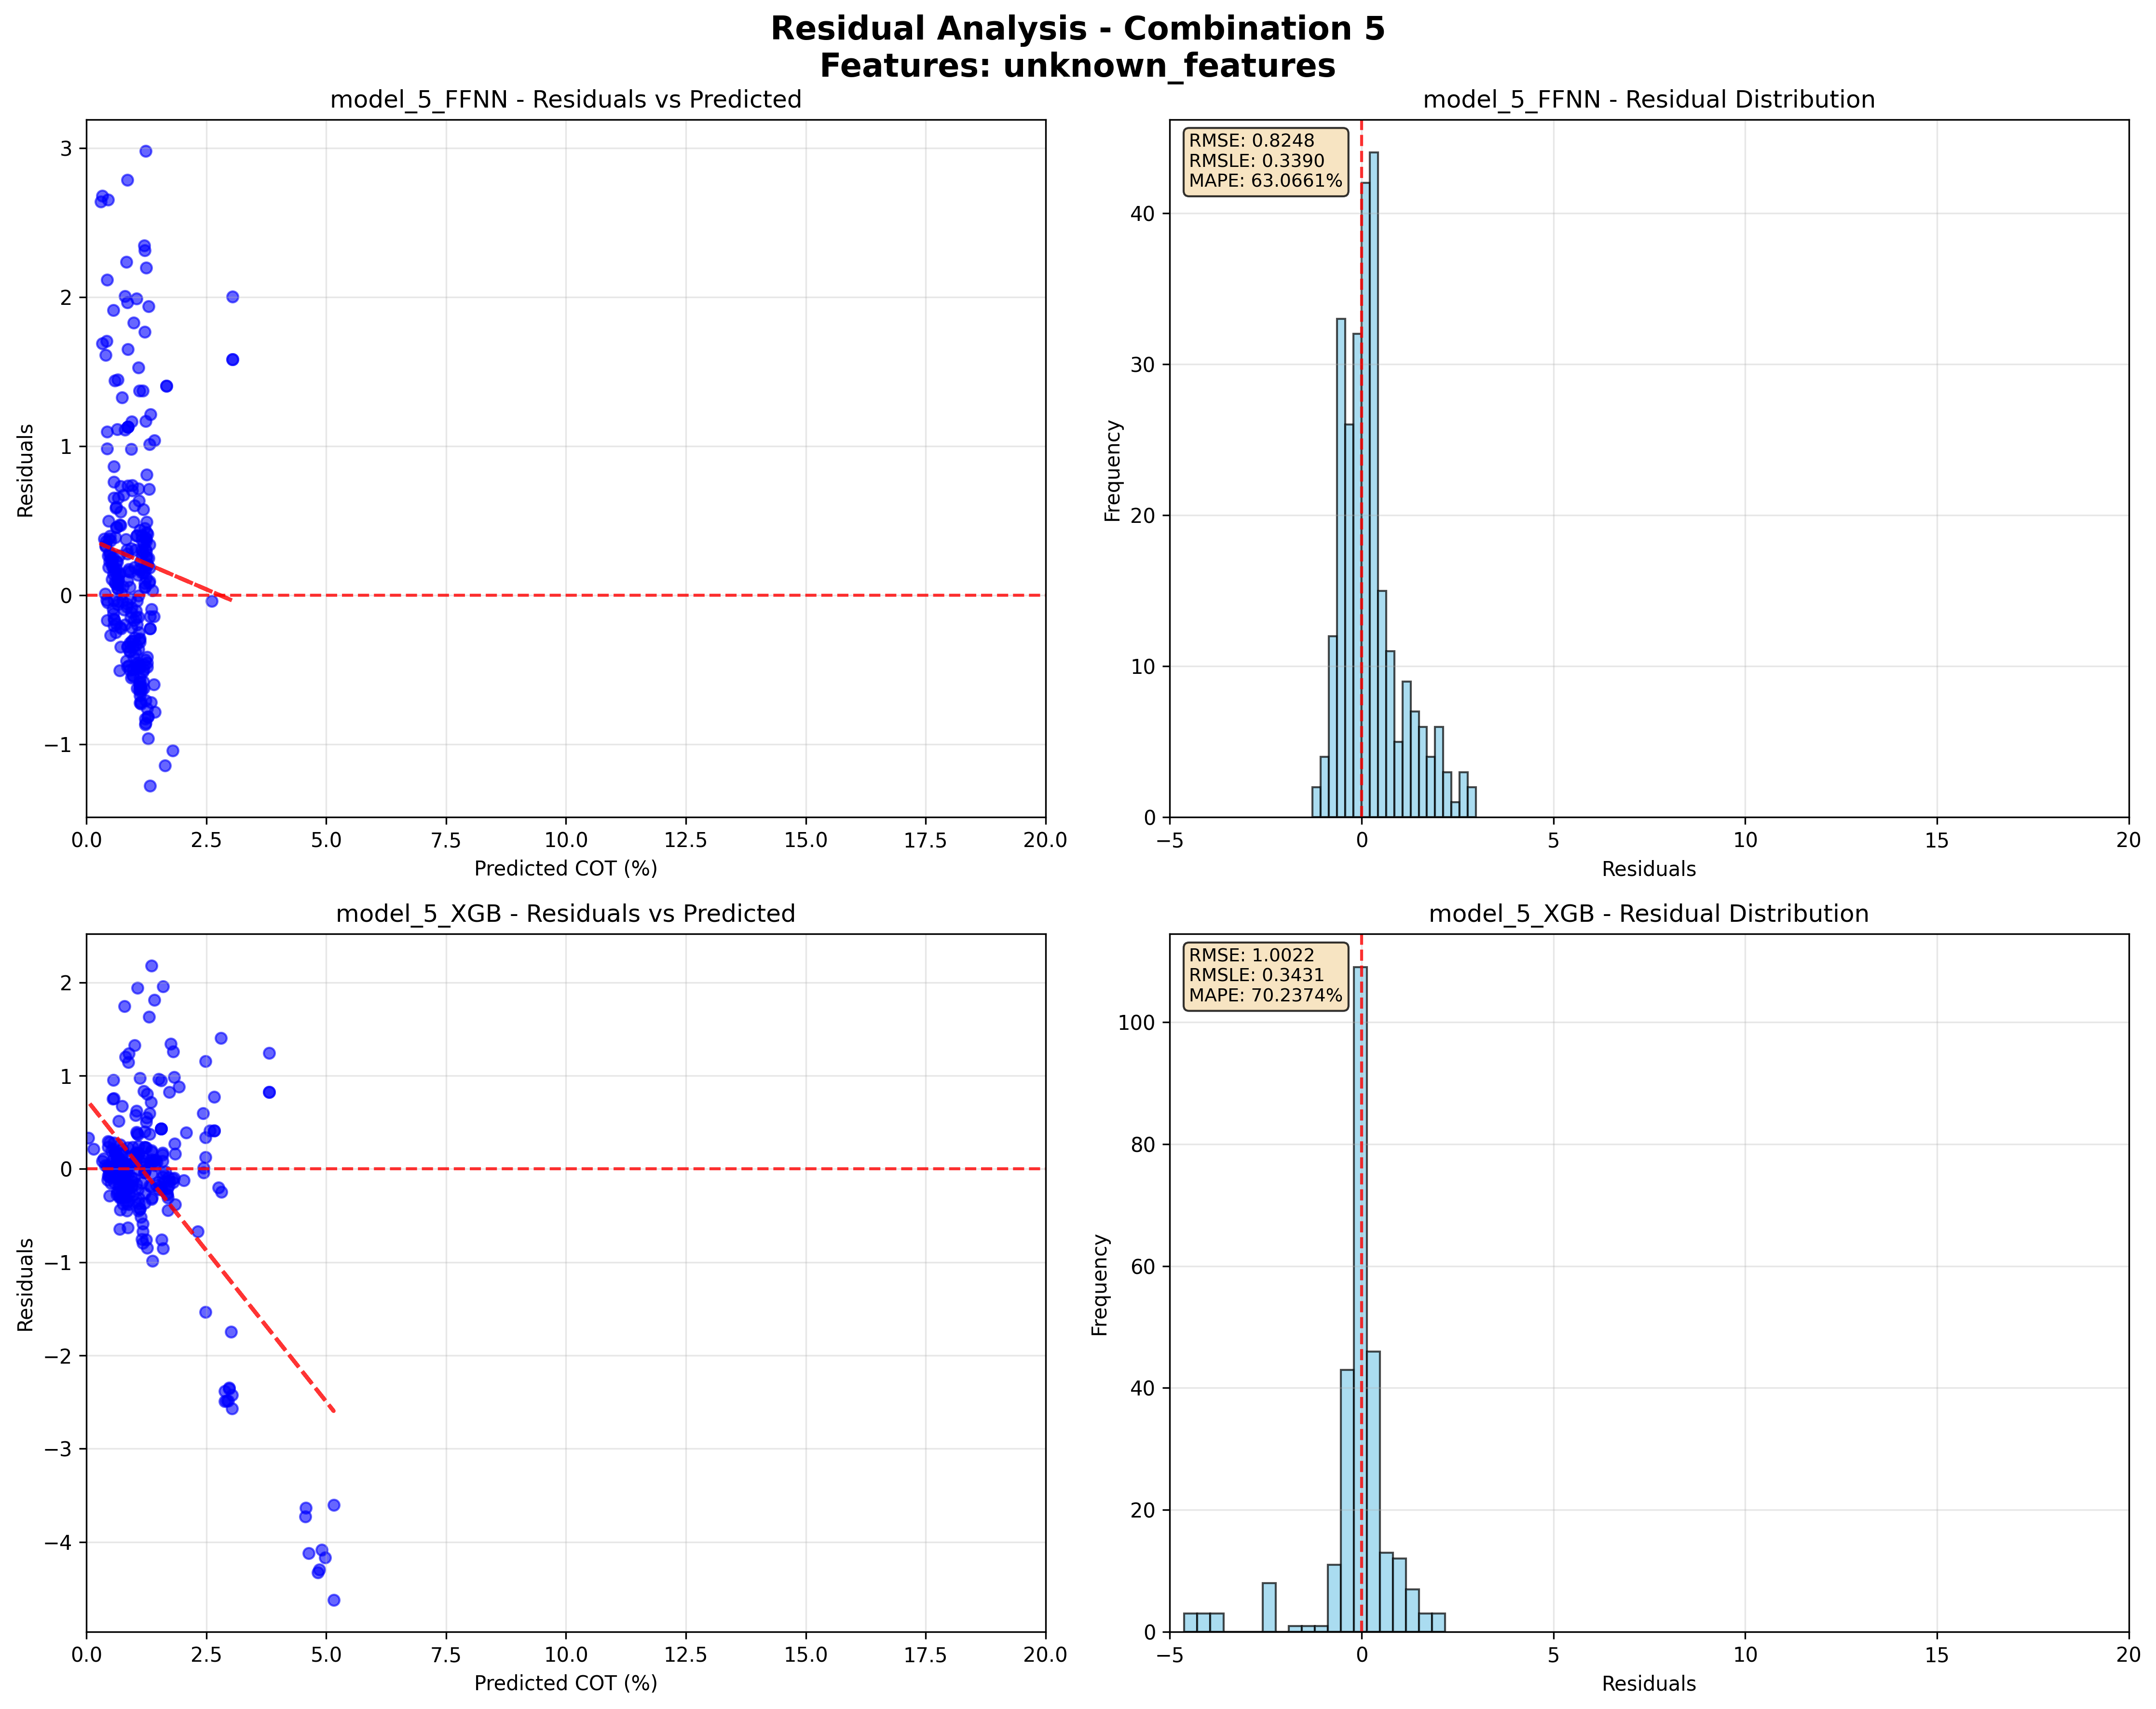 Residual Analysis - Combination 5
Features: unknown_features
model_5_FFNN - Residuals vs Predicted
3
2
1
0
−1
Residuals
0.0 2.5 5.0 7.5 10.0 12.5 15.0 17.5 20.0
Predicted COT (%)
model_5_FFNN - Residual Distribution
RMSE: 0.8248
RMSLE: 0.3390
MAPE: 63.0661%
40
30
20
10
0
Frequency
−5 0 5 10 15 20
Residuals
model_5_XGB - Residuals vs Predicted
2
1
0
−1
−2
−3
−4
Residuals
0.0 2.5 5.0 7.5 10.0 12.5 15.0 17.5 20.0
Predicted COT (%)
model_5_XGB - Residual Distribution
RMSE: 1.0022
RMSLE: 0.3431
MAPE: 70.2374%
100
80
60
40
20
0
Frequency
−5 0 5 10 15 20
Residuals